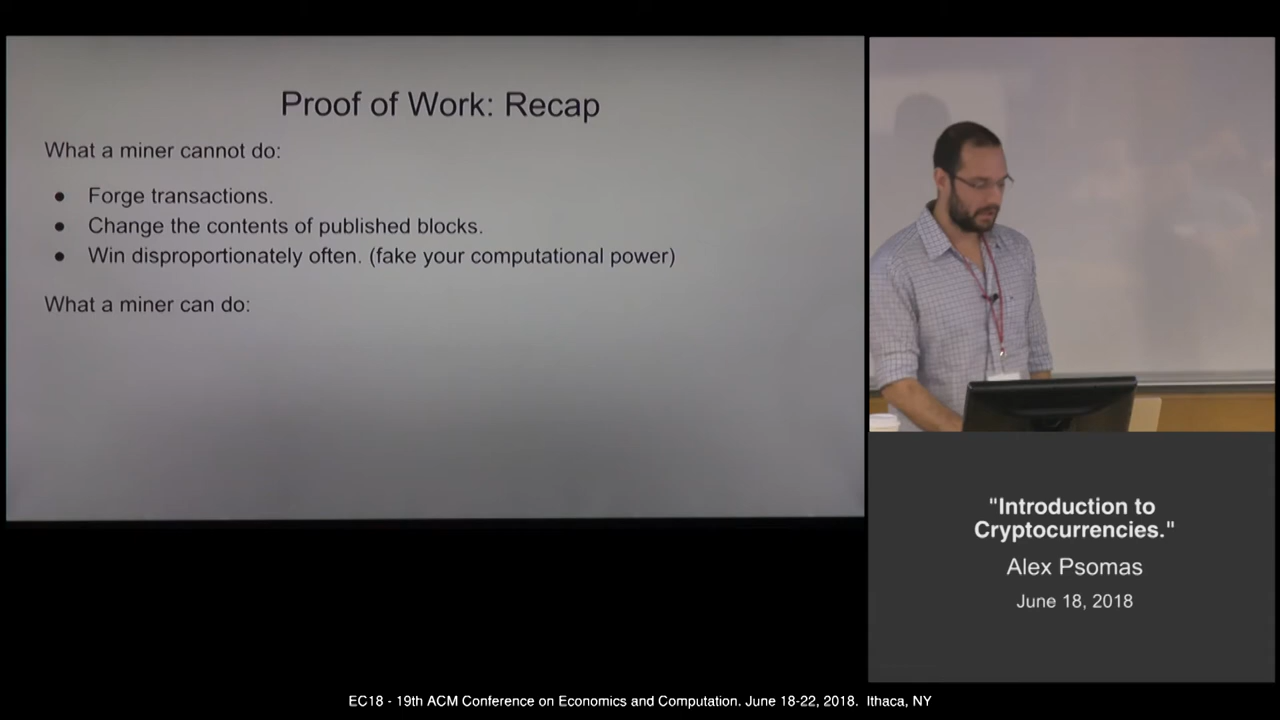 Proof of Work: Recap
What a miner cannot do:
● Forge transactions.
● Change the contents of published blocks.
● Win disproportionately often. (fake your computational power)
What a miner can do:
"Introduction to
Cryptocurrencies."
Alex Psomas
June 18, 2018
EC18 - 19th ACM Conference on Economics and Computation. June 18-22, 2018. Ithaca, NY